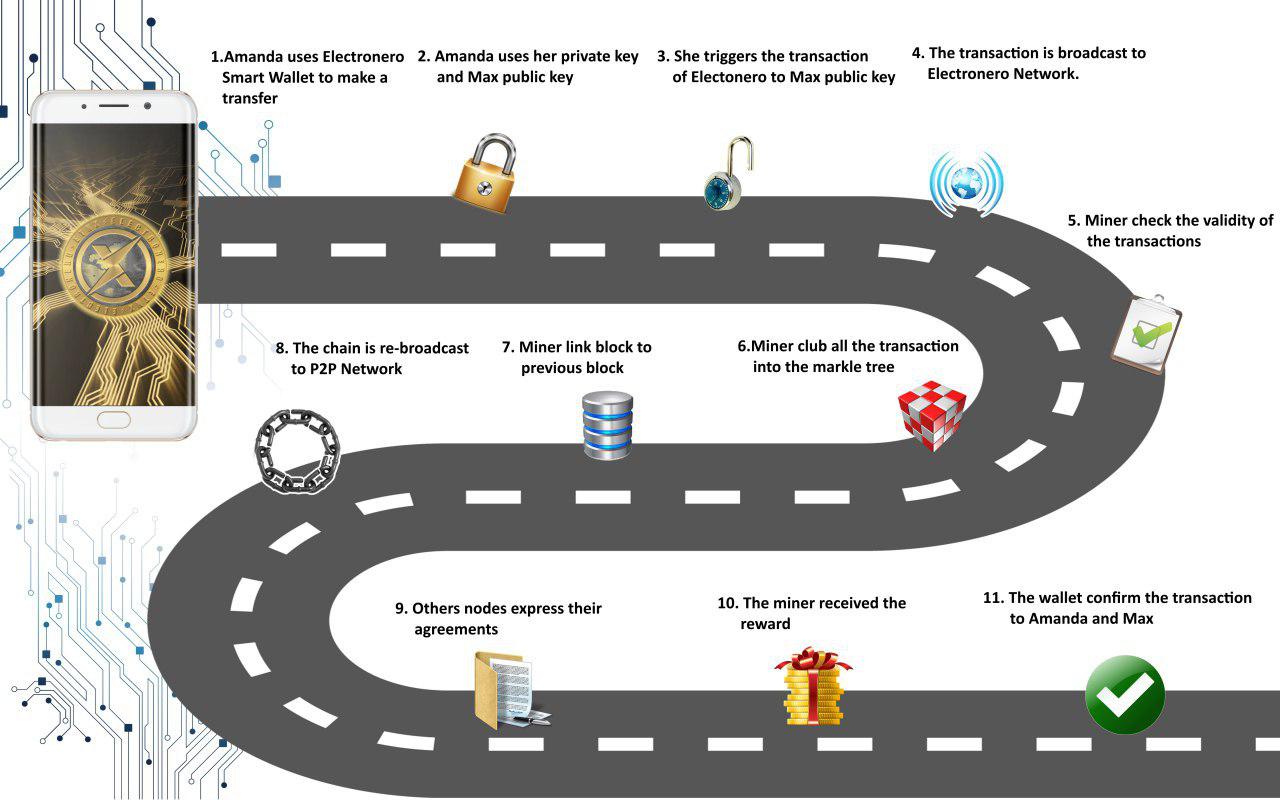 1.Amanda uses Electronero
Smart Wallet to make a
transfer
2. Amanda uses her private key
and Max public key
3. She triggers the transaction
of Electonero to Max public key
4. The transaction is broadcast to
Electronero Network.
5. Miner check the validity of
the transactions
6.Miner club all the transaction
into the markle tree
7. Miner link block to
previous block
8. The chain is re-broadcast
to P2P Network
9. Others nodes express their
agreements
10. The miner received the
reward
11. The wallet confirm the transaction
to Amanda and Max